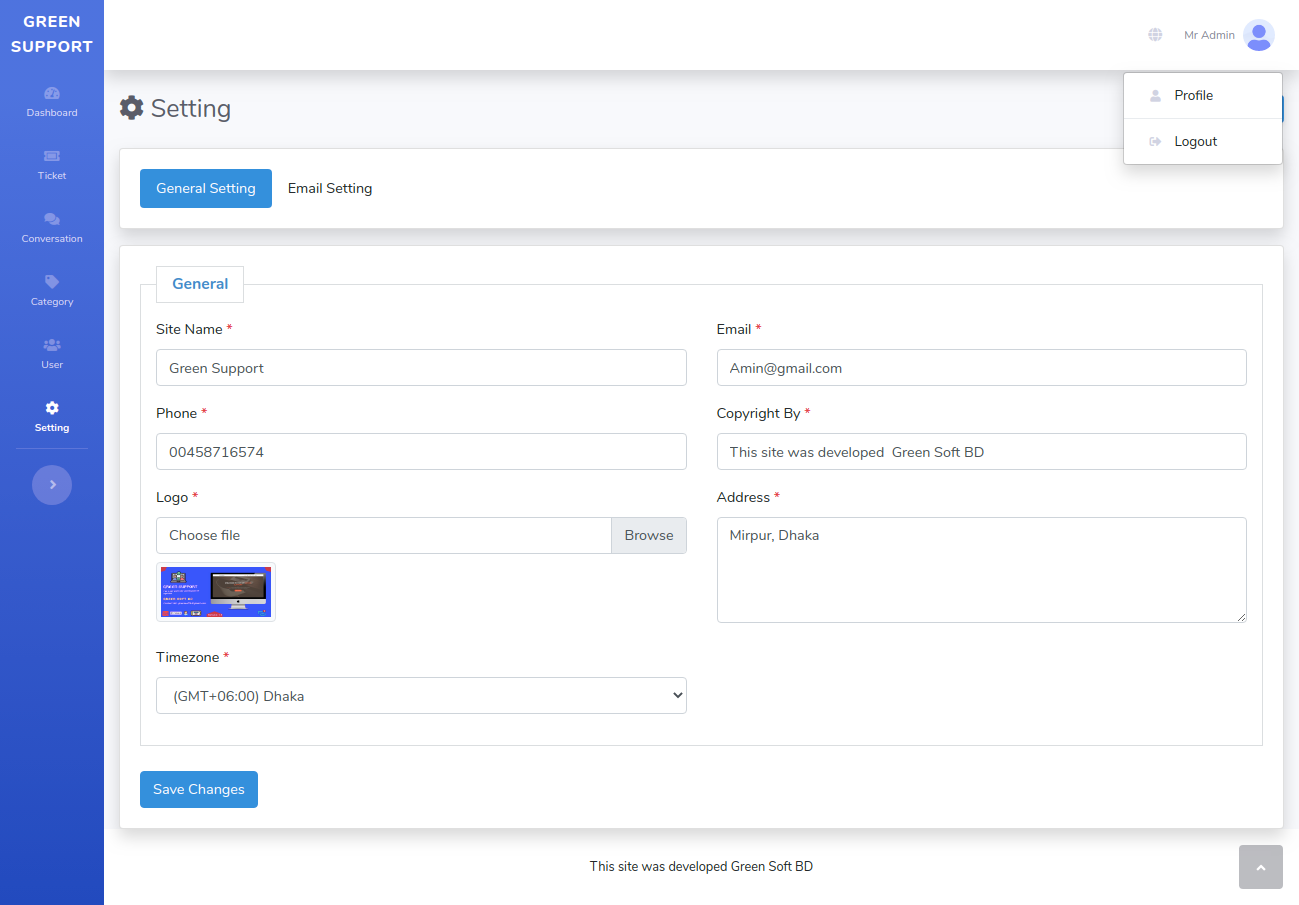 GREEN
SUPPORT
Mr Admin
Profile
Logout
Dashboard
Ticket
Conversation
Category
User
Setting
Setting
General Setting
Email Setting
General
Site Name *
Green Support
Email *
Amin@gmail.com
Phone *
00458716574
Copyright By *
This site was developed  Green Soft BD
Logo *
Choose file
Browse
GREEN SUPPORT
Address *
Mirpur, Dhaka
Timezone *
(GMT+06:00) Dhaka
Save Changes
This site was developed Green Soft BD